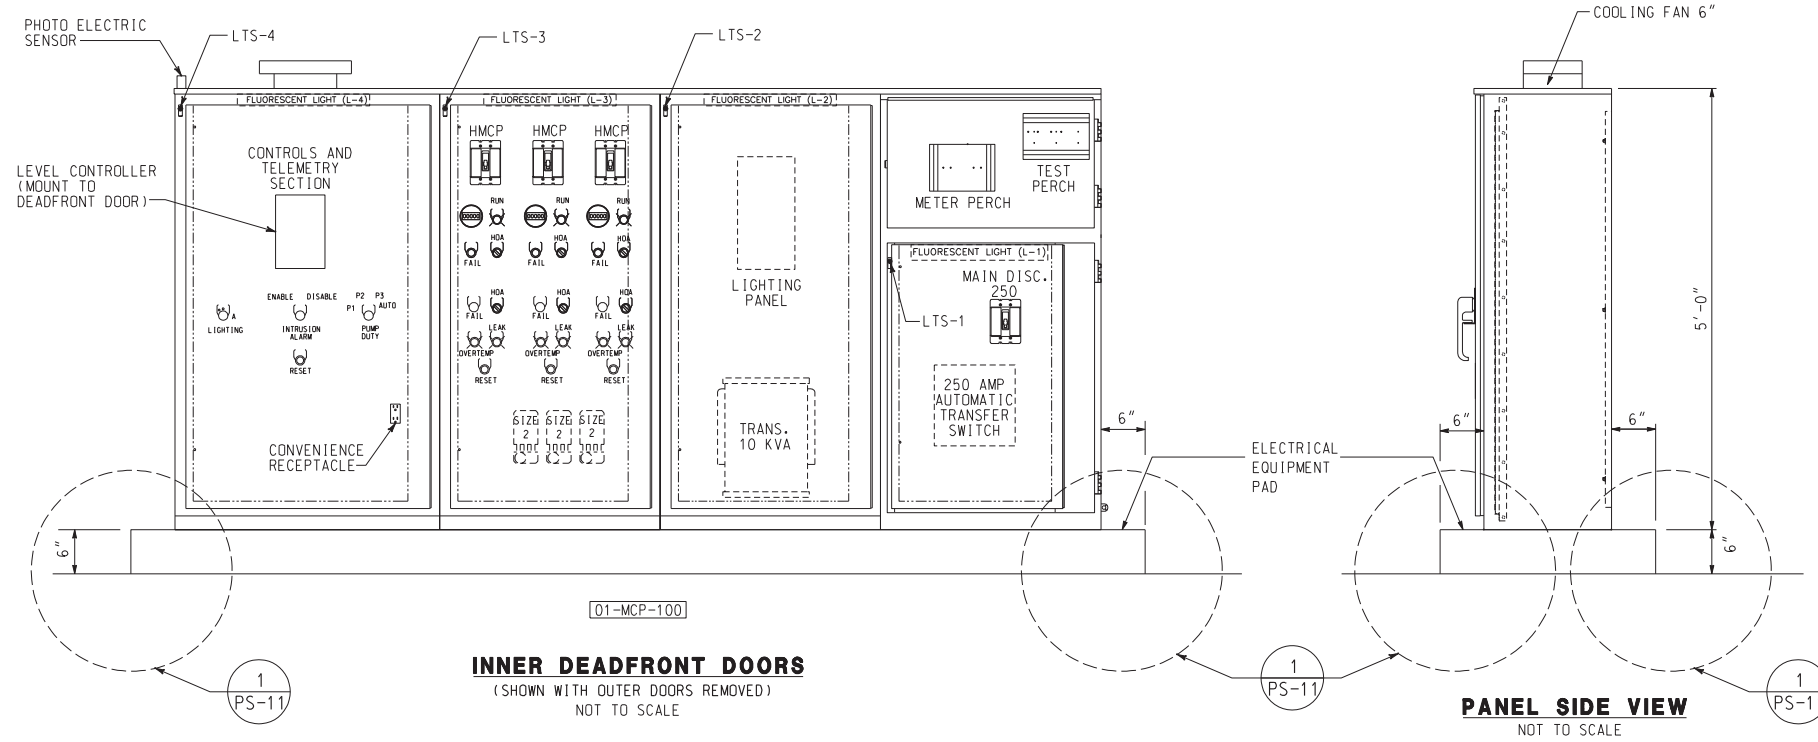 PHOTO ELECTRIC
SENSOR
LTS-4
LTS-3
LTS-2
COOLING FAN 6"
FLUORESCENT LIGHT (L-4)
FLUORESCENT LIGHT (L-3)
FLUORESCENT LIGHT (L-2)
LEVEL CONTROLLER
(MOUNT TO
DEADFRONT DOOR)
CONTROLS AND
TELEMETRY
SECTION
HMCP
HMCP
HMCP
RUN
RUN
RUN
00000
00000
00000
HOA
HOA
HOA
FAIL
FAIL
FAIL
METER PERCH
TEST
PERCH
FLUORESCENT LIGHT (L-1)
LIGHTING
PANEL
MAIN DISC.
250
LTS-1
ENABLE
DISABLE
P1
P2
P3
AUTO
A
LIGHTING
INTRUSION
ALARM
PUMP
DUTY
RESET
HOA
HOA
HOA
FAIL
FAIL
FAIL
LEAK
LEAK
LEAK
OVERTEMP
OVERTEMP
OVERTEMP
RESET
RESET
RESET
5'-0"
250 AMP
AUTOMATIC
TRANSFER
SWITCH
CONVENIENCE
RECEPTACLE
SIZE
2
SIZE
2
SIZE
2
TRANS.
10 KVA
6"
6"
6"
ELECTRICAL
EQUIPMENT
PAD
6"
6"
01-MCP-100
INNER DEADFRONT DOORS
(SHOWN WITH OUTER DOORS REMOVED)
NOT TO SCALE
1
PS-11
1
PS-11
PANEL SIDE VIEW
NOT TO SCALE
1
PS-1